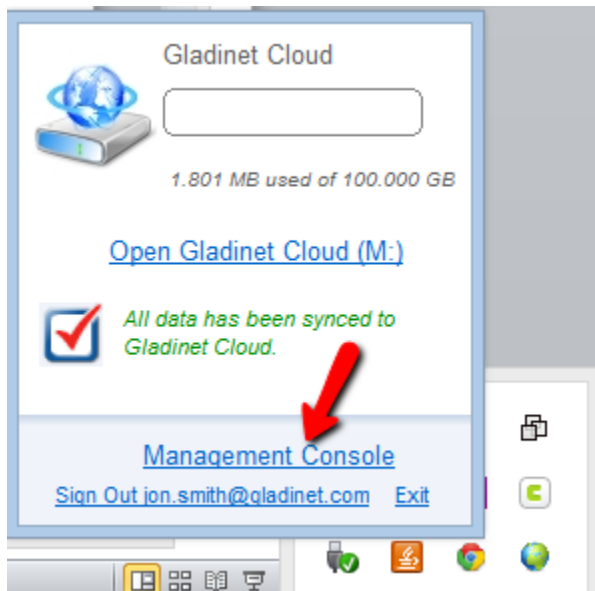 Gladinet Cloud
1.801 MB used of 100.000 GB
Open Gladinet Cloud (M:)
All data has been synced to
Gladinet Cloud.
Management Console
Sign Out jon.smith@gladinet.com Exit